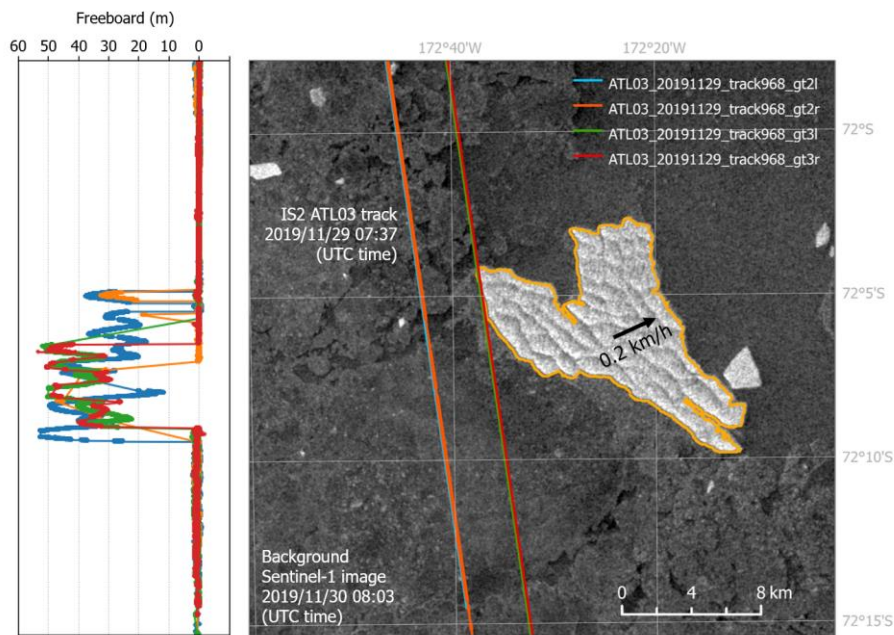 Freeboard (m)
60 50 40 30 20 10 0
172°40'W 172°20'W
ATL03_20191129_track968_gt2l
ATL03_20191129_track968_gt2r
ATL03_20191129_track968_gt3l
ATL03_20191129_track968_gt3r
72°S
IS2 ATL03 track
2019/11/29 07:37
(UTC time)
72°5'S
0.2 km/h
72°10'S
Background
Sentinel-1 image
2019/11/30 08:03
(UTC time)
0 4 8 km
72°15'S